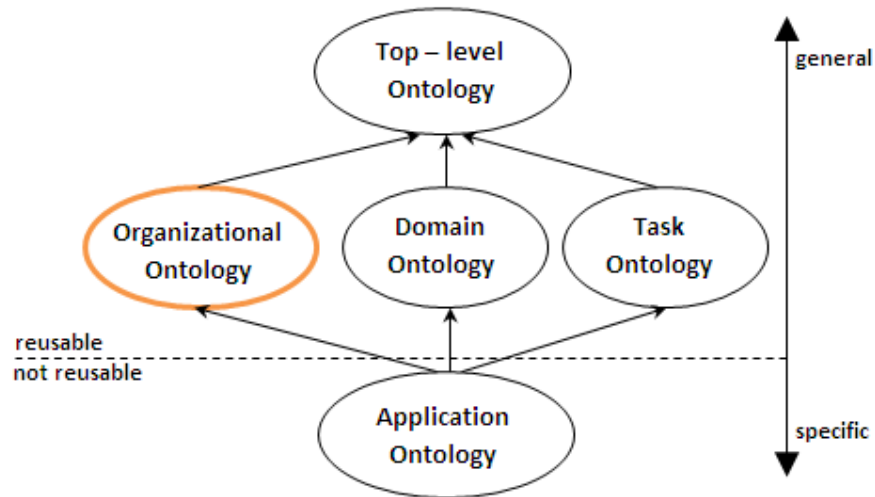 Top – level
Ontology
general
Organizational
Ontology
Domain
Ontology
Task
Ontology
reusable
not reusable
Application
Ontology
specific